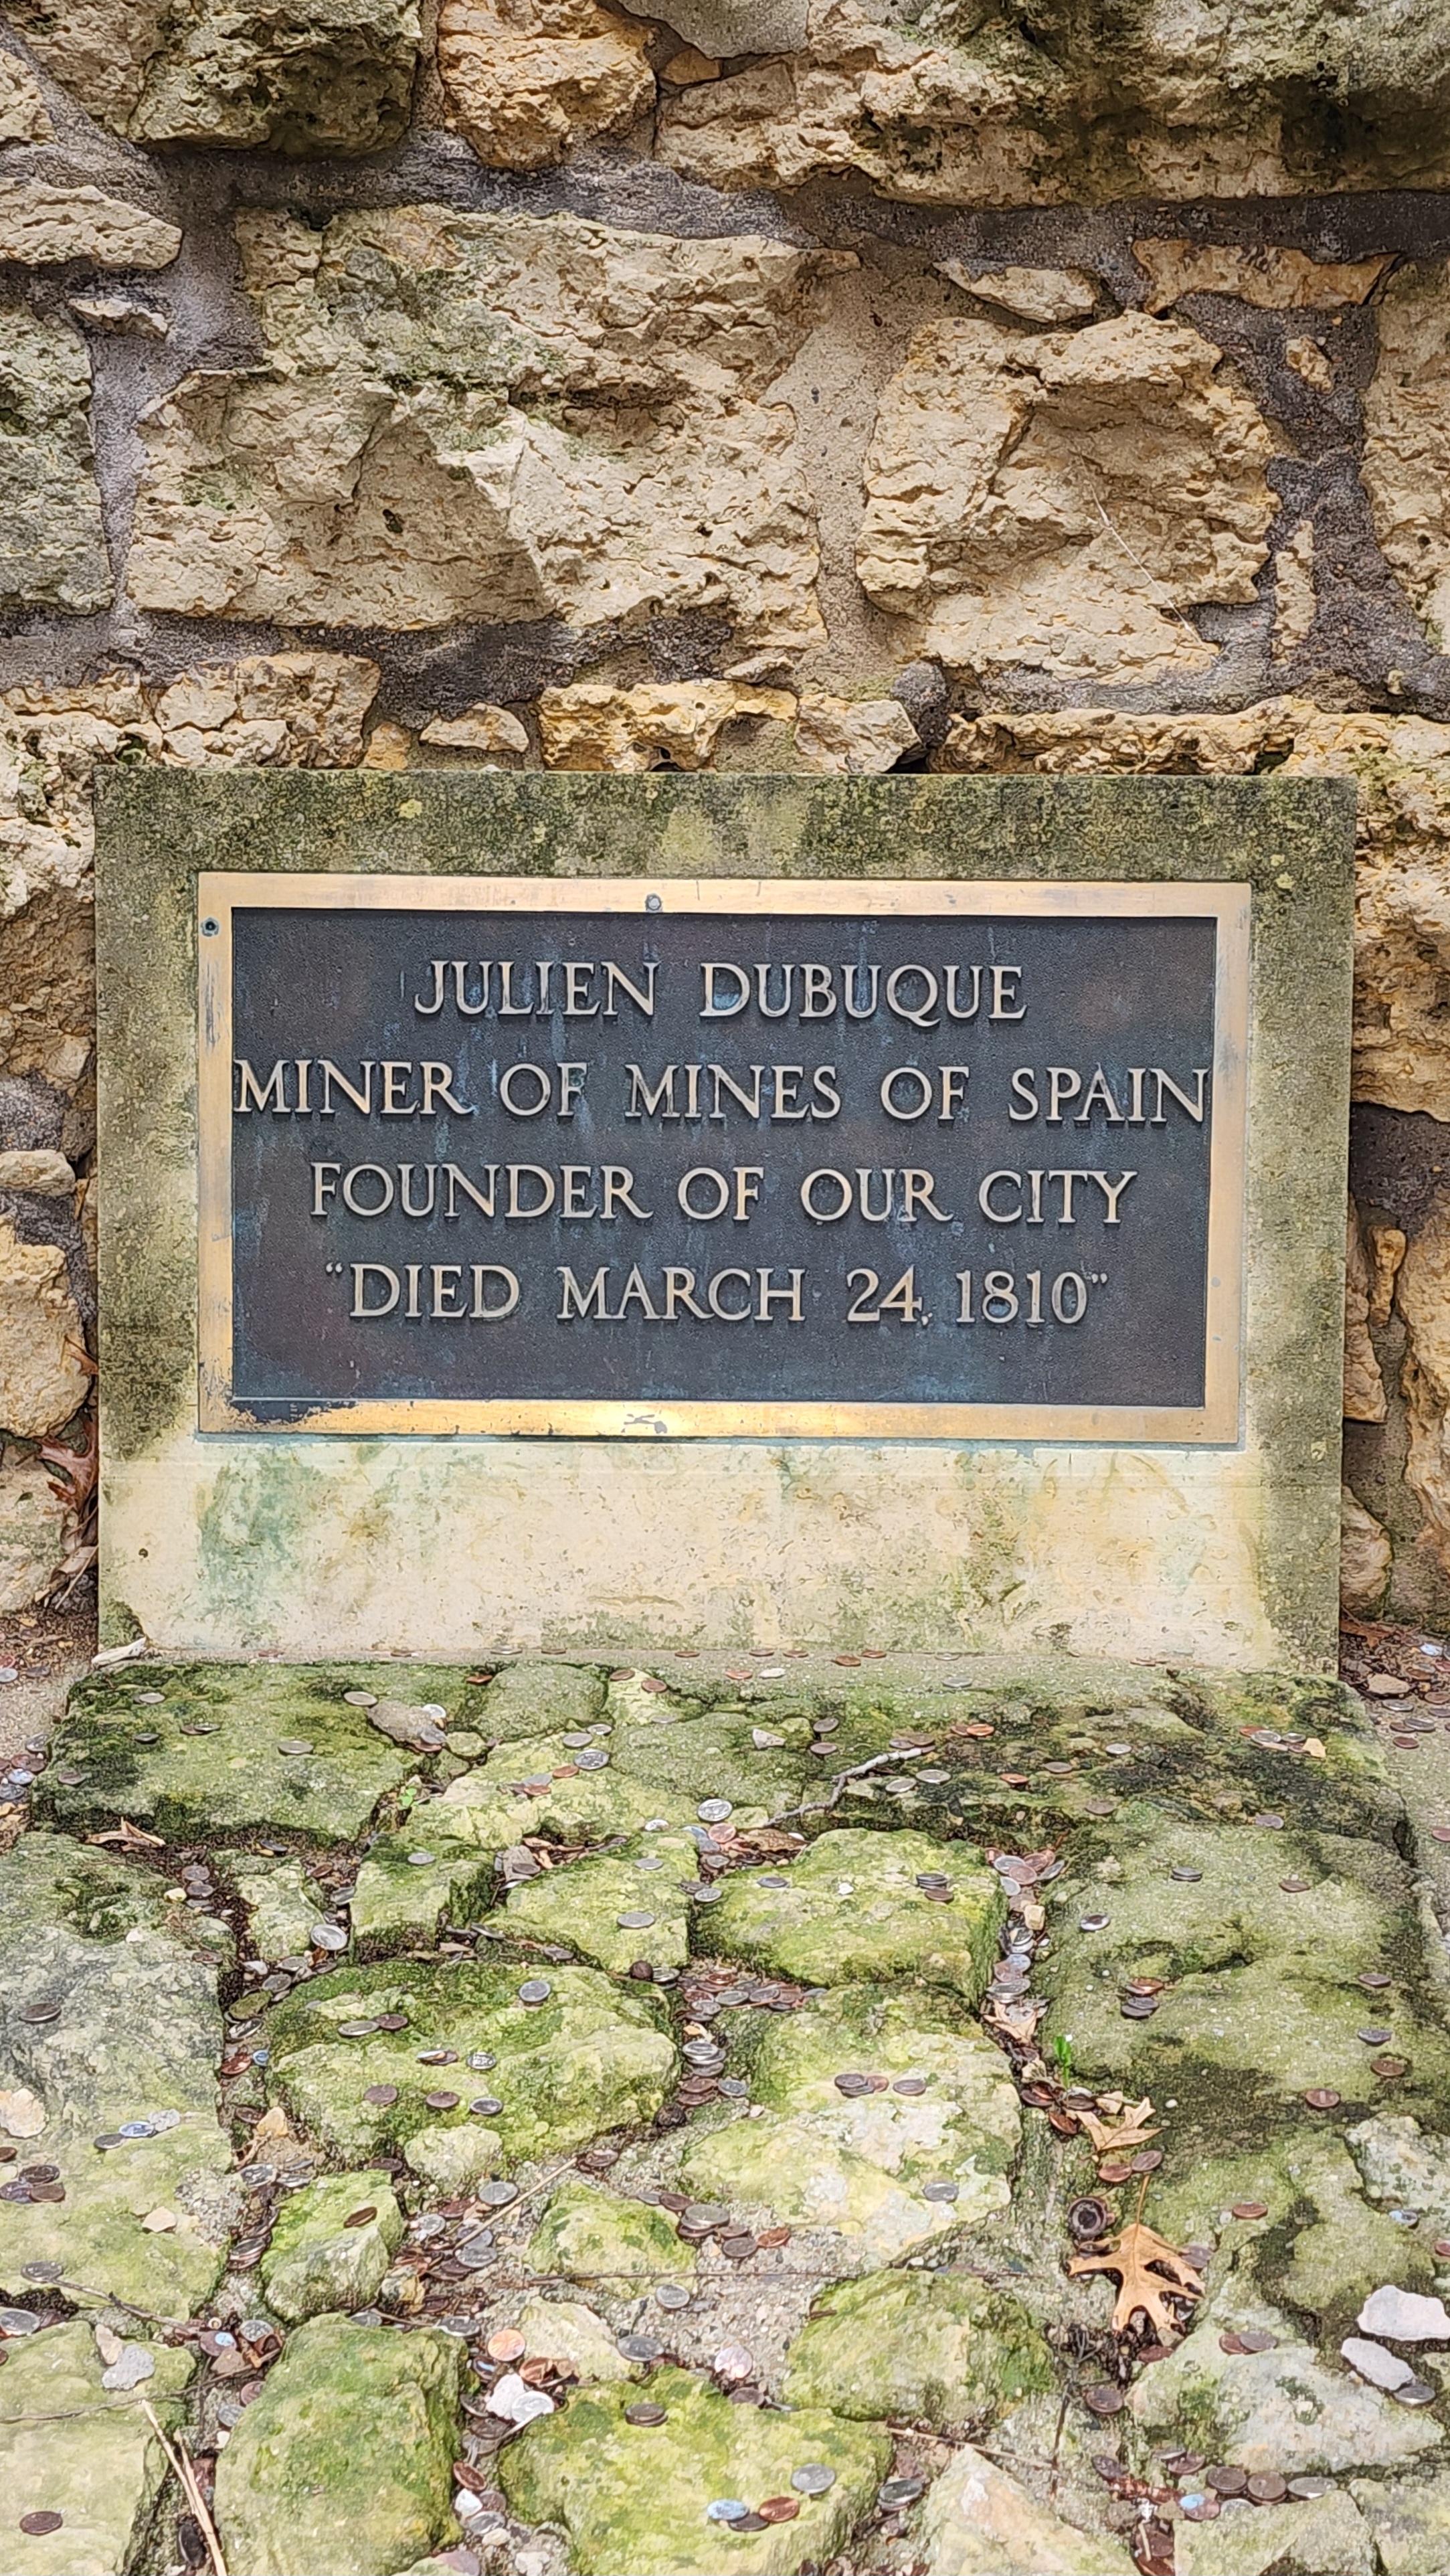 JULIEN DUBUQUE
MINER OF MINES OF SPAIN
FOUNDER OF OUR CITY
“DIED MARCH 24, 1810”